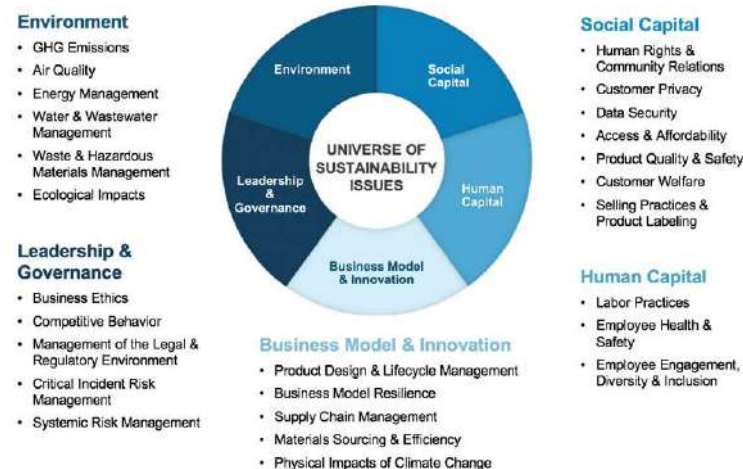 Environment
• GHG Emissions
• Air Quality
• Energy Management
• Water & Wastewater
Management
• Waste & Hazardous
Materials Management
• Ecological Impacts
Leadership &
Governance
• Business Ethics
• Competitive Behavior
• Management of the Legal &
Regulatory Environment
• Critical Incident Risk
Management
• Systemic Risk Management
Environment
Social
Capital
UNIVERSE OF
SUSTAINABILITY
ISSUES
Leadership
&
Governance
Human
Capital
Business Model
& Innovation
Business Model & Innovation
• Product Design & Lifecycle Management
• Business Model Resilience
• Supply Chain Management
• Materials Sourcing & Efficiency
• Physical Impacts of Climate Change
Social Capital
• Human Rights &
Community Relations
• Customer Privacy
• Data Security
• Access & Affordability
• Product Quality & Safety
• Customer Welfare
• Selling Practices &
Product Labeling
Human Capital
• Labor Practices
• Employee Health &
Safety
• Employee Engagement,
Diversity & Inclusion